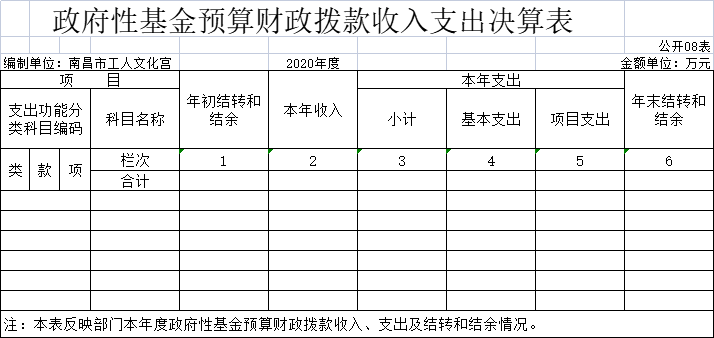 政府性基金预算财政拨款收入支出决算表
公开08表
编制单位：南昌市工人文化宫 2020年度 金额单位：万元
项 目 年初结转和结余 本年收入 本年支出 年末结转和结余
支出功能分类科目编码 科目名称 小计 基本支出 项目支出
类 款 项 栏次 1 2 3 4 5 6
合计
注：本表反映部门本年度政府性基金预算财政拨款收入、支出及结转和结余情况。